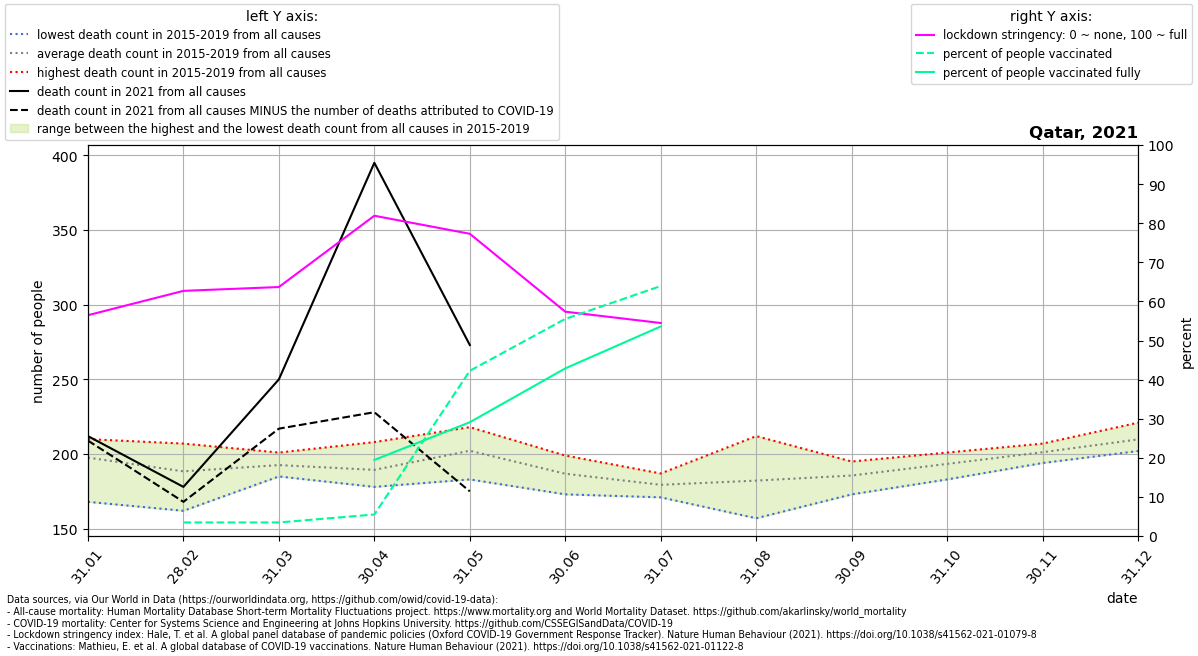 left Y axis:
lowest death count in 2015-2019 from all causes
average death count in 2015-2019 from all causes
highest death count in 2015-2019 from all causes
death count in 2021 from all causes
death count in 2021 from all causes MINUS the number of deaths attributed to COVID-19
range between the highest and the lowest death count from all causes in 2015-2019
right Y axis:
lockdown stringency: 0 ~ none, 100 ~ full
percent of people vaccinated
percent of people vaccinated fully
Qatar, 2021
400
350
300
250
200
150
number of people
100
90
80
70
60
50
40
30
20
10
0
percent
31.01
28.02
31.03
30.04
31.05
30.06
31.07
31.08
30.09
31.10
30.11
31.12
date
Data sources, via Our World in Data (https://ourworldindata.org, https://github.com/owid/covid-19-data):
- All-cause mortality: Human Mortality Database Short-term Mortality Fluctuations project. https://www.mortality.org and World Mortality Dataset. https://github.com/akarlinsky/world_mortality
- COVID-19 mortality: Center for Systems Science and Engineering at Johns Hopkins University. https://github.com/CSSEGISandData/COVID-19
- Lockdown stringency index: Hale, T. et al. A global panel database of pandemic policies (Oxford COVID-19 Government Response Tracker). Nature Human Behaviour (2021). https://doi.org/10.1038/s41562-021-01079-8
- Vaccinations: Mathieu, E. et al. A global database of COVID-19 vaccinations. Nature Human Behaviour (2021). https://doi.org/10.1038/s41562-021-01122-8